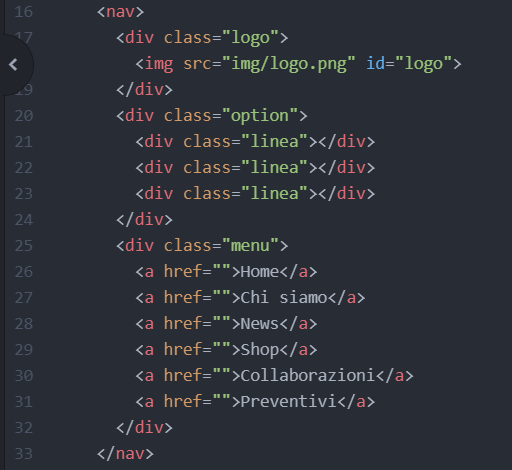 16 <nav>
17 <div class="logo">
<img src="img/logo.png" id="logo">
19 </div>
20 <div class="option">
21 <div class="linea"></div>
22 <div class="linea"></div>
23 <div class="linea"></div>
24 </div>
25 <div class="menu">
26 <a href="">Home</a>
27 <a href="">Chi siamo</a>
28 <a href="">News</a>
29 <a href="">Shop</a>
30 <a href="">Collaborazioni</a>
31 <a href="">Preventivi</a>
32 </div>
33 </nav>